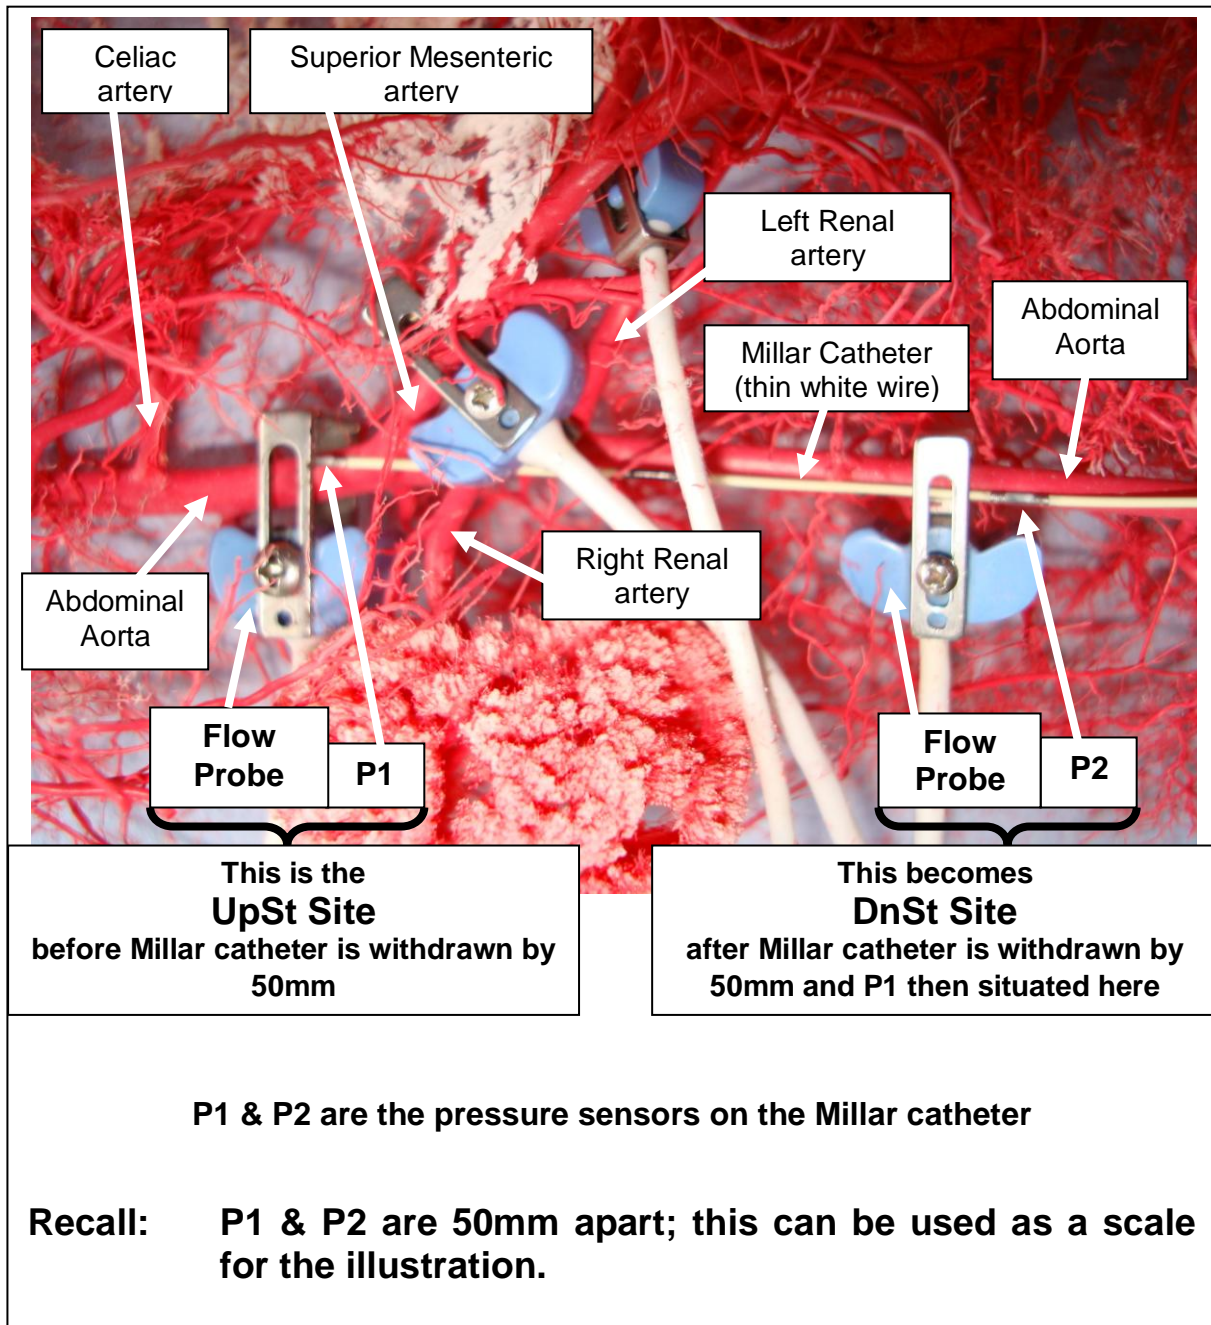 Celiac
artery
Superior Mesenteric
artery
Left Renal
artery
Abdominal
Aorta
Millar Catheter
(thin white wire)
Right Renal
artery
Abdominal
Aorta
Flow
Probe
P1
Flow
Probe
P2
This is the
UpSt Site
before Millar catheter is withdrawn by
50mm
This becomes
DnSt Site
after Millar catheter is withdrawn by
50mm and P1 then situated here
P1 & P2 are the pressure sensors on the Millar catheter
Recall: P1 & P2 are 50mm apart; this can be used as a scale
for the illustration.